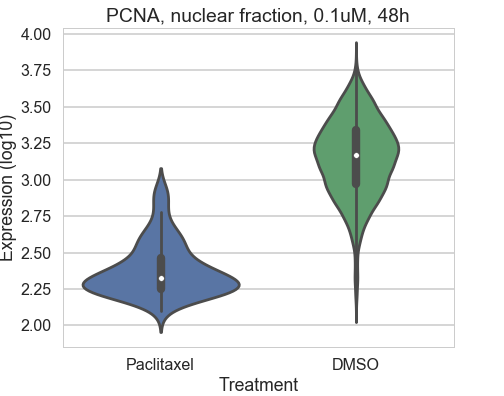 PCNA, nuclear fraction, 0.1uM, 48h
4.00
3.75
3.50
3.25
3.00
2.75
2.50
2.25
2.00
Expression (log10)
Paclitaxel DMSO
Treatment